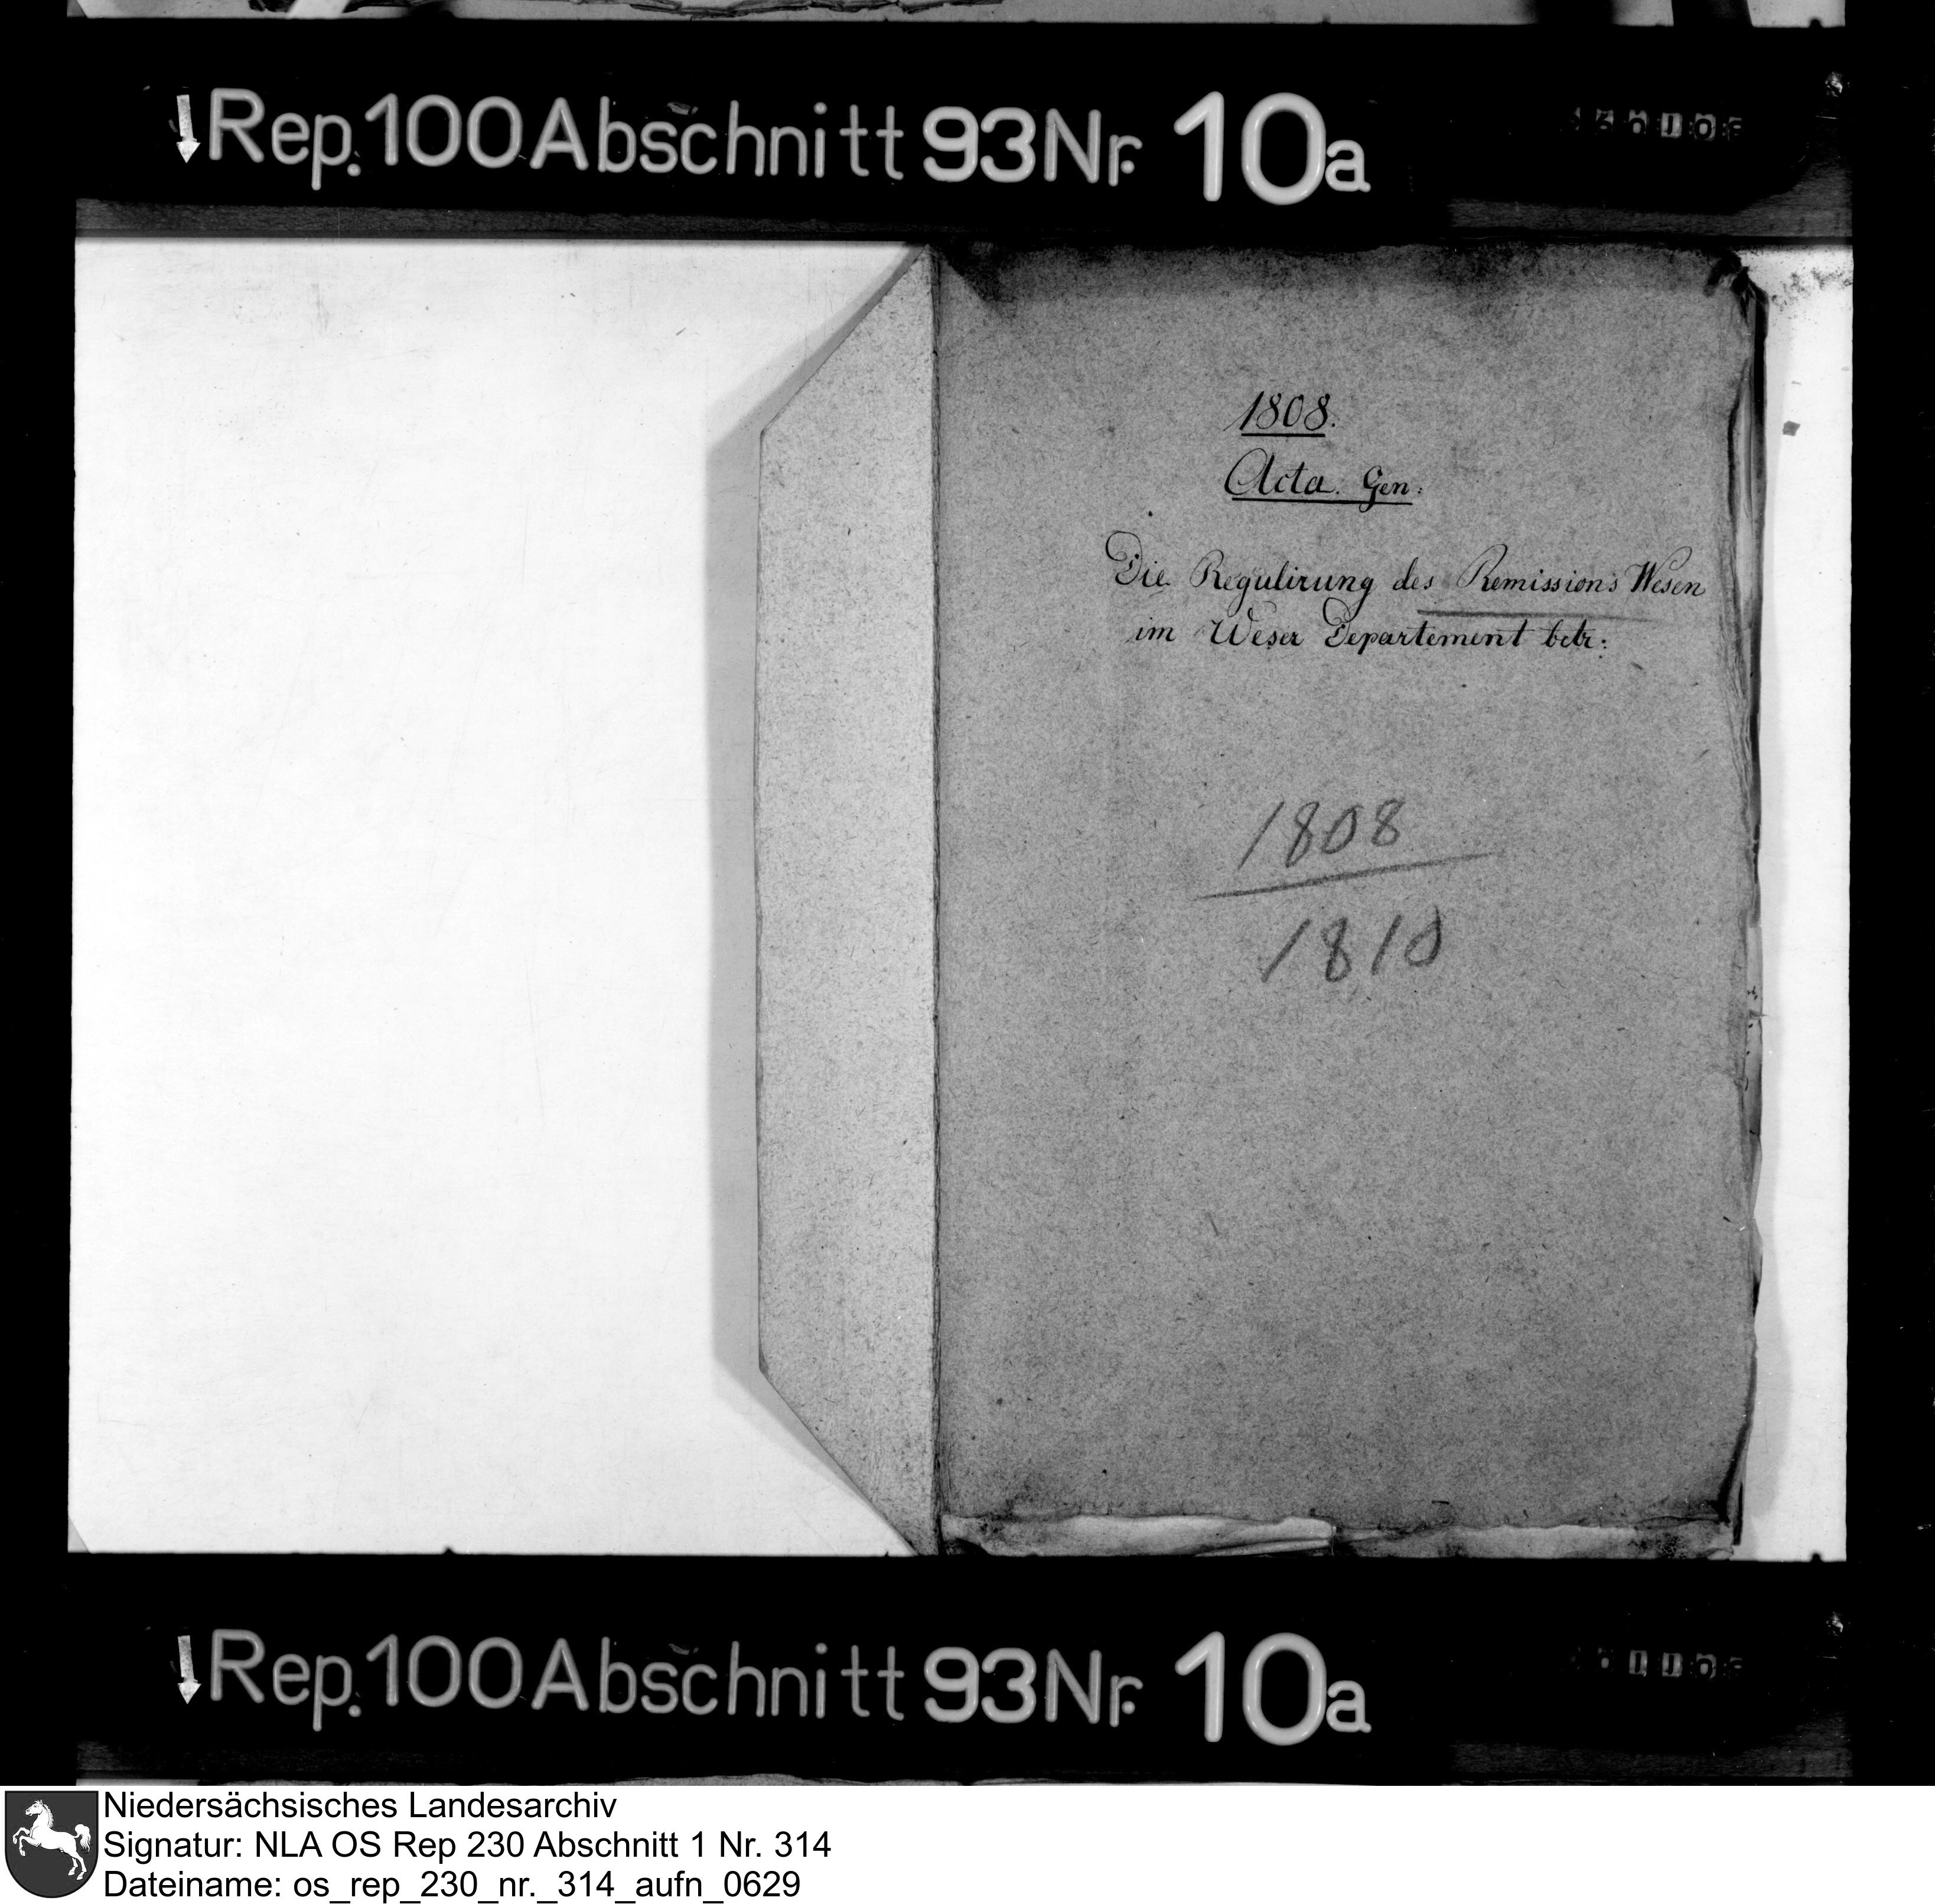 Rep. 100 Abschnitt 93 Nr. 10a
1808.
Acta. Gen:
Die Regulirung des Remissions Wesen
im Weser Departement betr:
1808
1810
Rep. 100 Abschnitt 93 Nr. 10a
Niedersächsisches Landesarchiv
Signatur: NLA OS Rep 230 Abschnitt 1 Nr. 314
Dateiname: os_rep_230_nr._314_aufn_0629